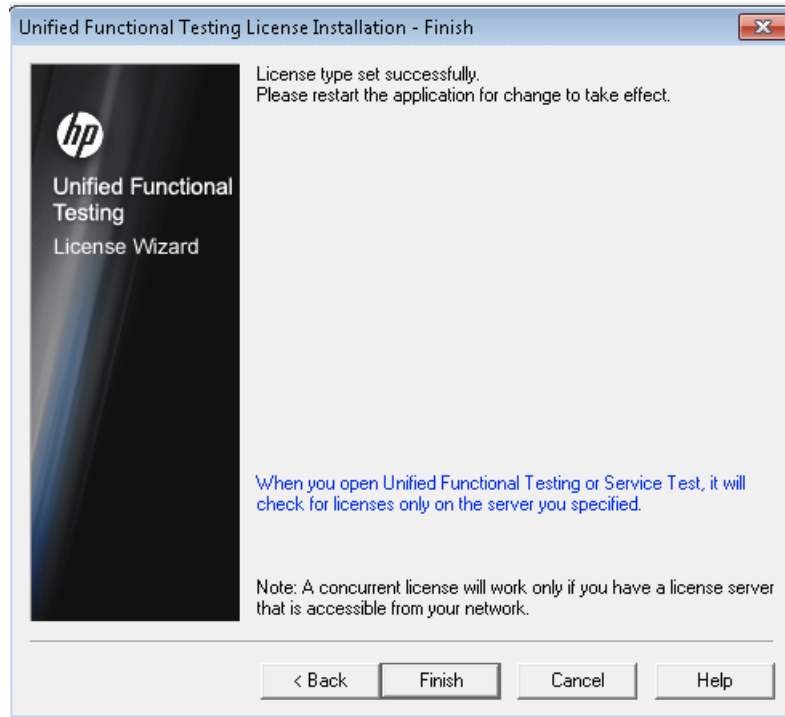 Unified Functional Testing License Installation - Finish
hp
Unified Functional
Testing
License Wizard
License type set successfully.
Please restart the application for change to take effect.
When you open Unified Functional Testing or Service Test, it will
check for licenses only on the server you specified.
Note: A concurrent license will work only if you have a license server
that is accessible from your network.
< Back
Finish
Cancel
Help